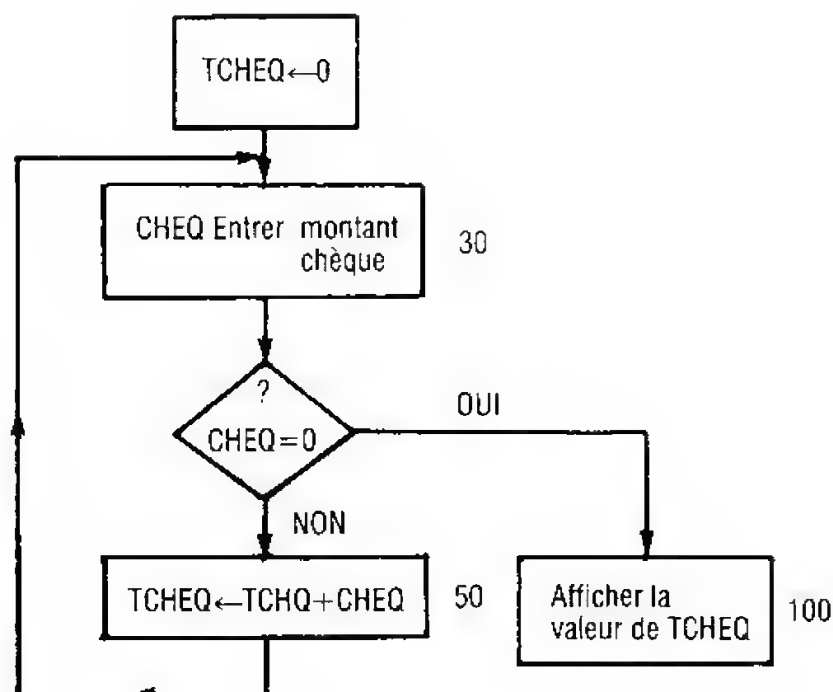 TCHEQ←0
CHEQ Entrer montant
chèque
30
?
CHEQ=0
OUI
NON
TCHEQ←TCHQ+CHEQ
50
Afficher la
valeur de TCHEQ
100